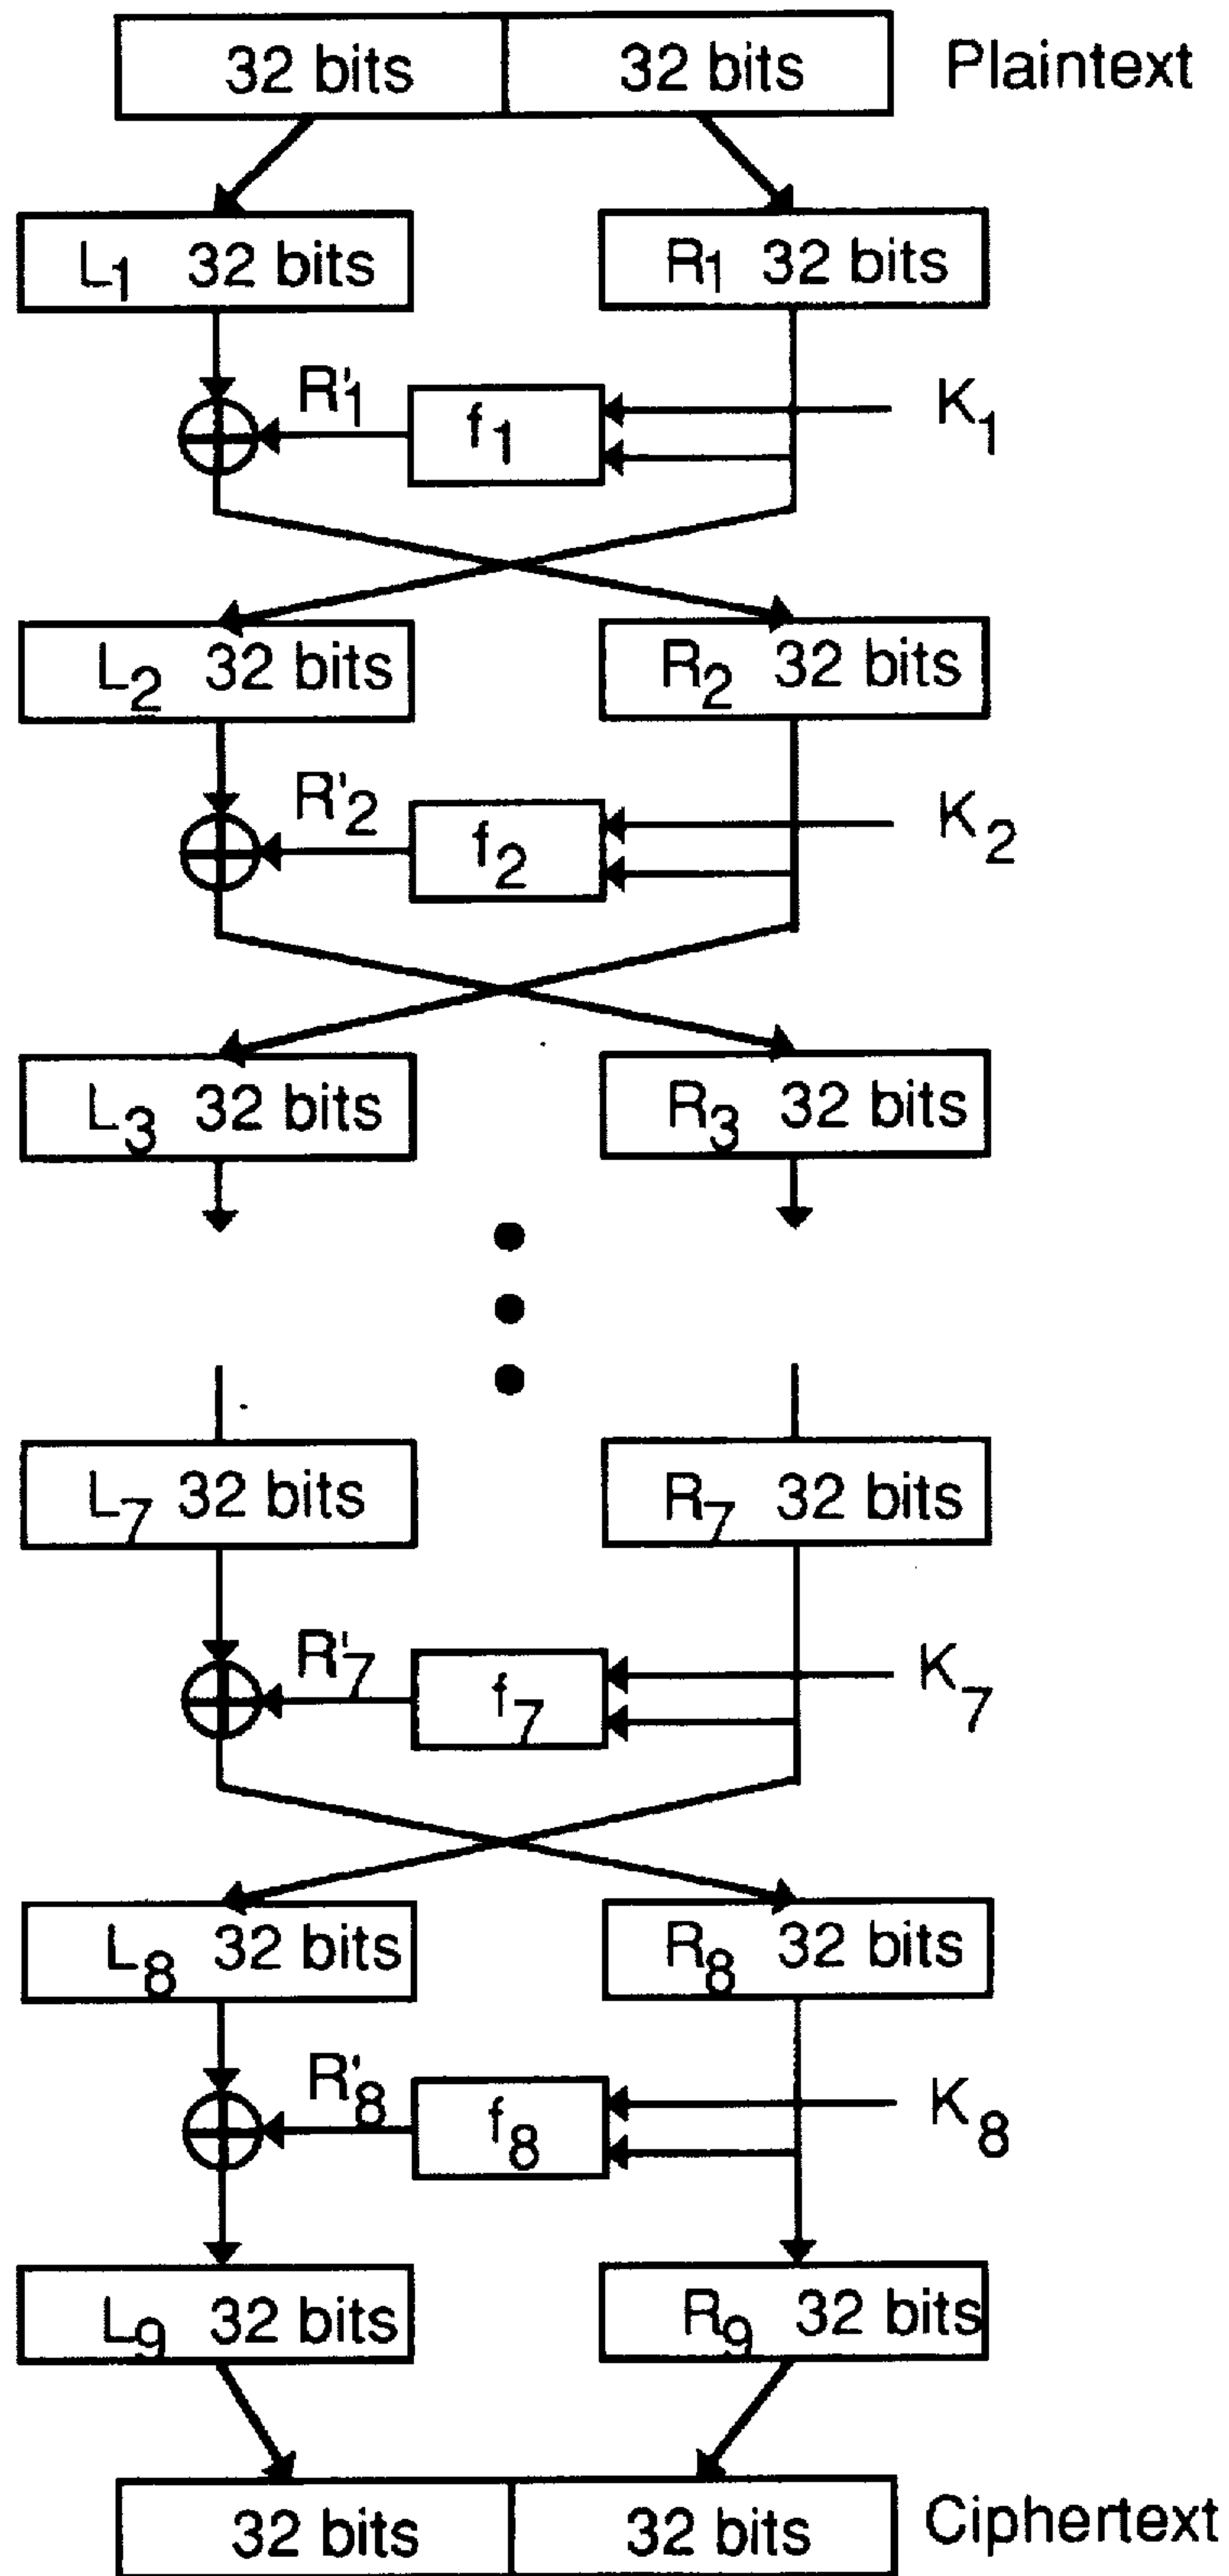 32 bits 32 bits Plaintext
L1 32 bits R1 32 bits
R'1 f1 K1
L2 32 bits R2 32 bits
R'2 f2 K2
L3 32 bits R3 32 bits
L7 32 bits R7 32 bits
R'7 f7 K7
L8 32 bits R8 32 bits
R'8 f8 K8
L9 32 bits R9 32 bits
32 bits 32 bits Ciphertext